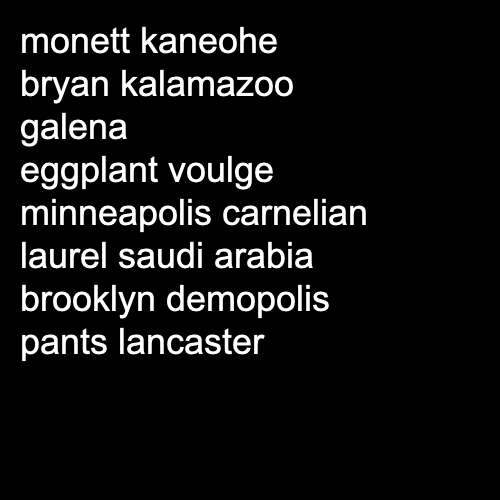 monett kaneohe
bryan kalamazoo
galena
eggplant voulge
minneapolis carnelian
laurel saudi arabia
brooklyn demopolis
pants lancaster